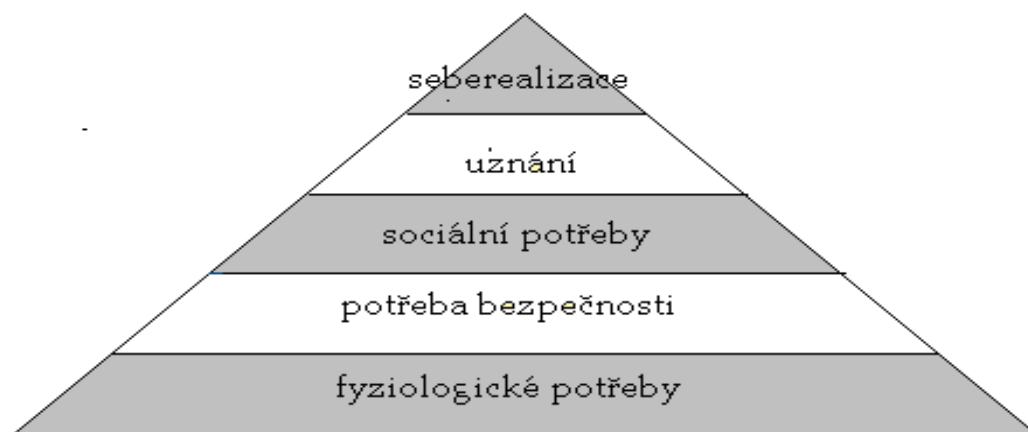 seberealizace
uznání
sociální potřeby
potřeba bezpečnosti
fyziologické potřeby